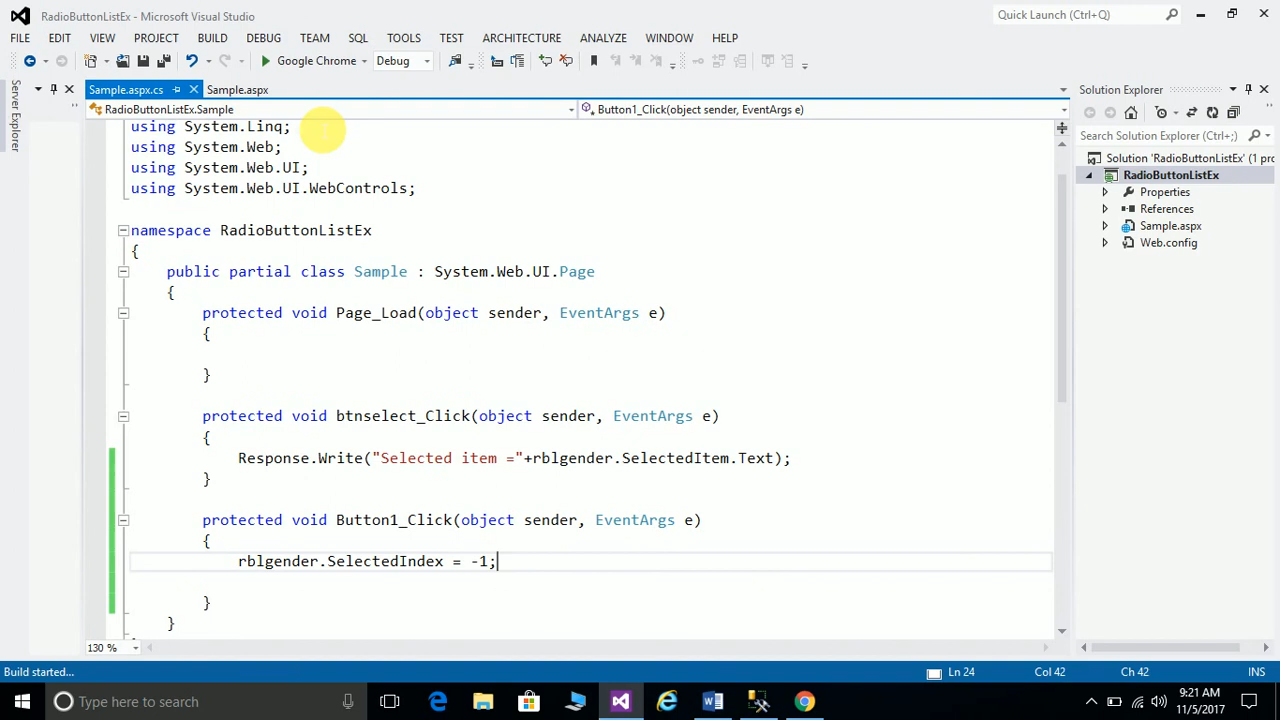 RadioButtonListEx - Microsoft Visual Studio
Quick Launch (Ctrl+Q)
FILE EDIT VIEW PROJECT BUILD DEBUG TEAM SQL TOOLS TEST ARCHITECTURE ANALYZE WINDOW HELP
Google Chrome Debug
Server Explorer
Sample.aspx.cs Sample.aspx
RadioButtonListEx.Sample Button1_Click(object sender, EventArgs e)
using System.Linq;
using System.Web;
using System.Web.UI;
using System.Web.UI.WebControls;
namespace RadioButtonListEx
{
public partial class Sample : System.Web.UI.Page
{
protected void Page_Load(object sender, EventArgs e)
{
}
protected void btnselect_Click(object sender, EventArgs e)
{
Response.Write("Selected item ="+rblgender.SelectedItem.Text);
}
protected void Button1_Click(object sender, EventArgs e)
{
rblgender.SelectedIndex = -1;
}
}
130 %
Solution Explorer
Search Solution Explorer (Ctrl+;)
Solution 'RadioButtonListEx' (1 pro
RadioButtonListEx
Properties
References
Sample.aspx
Web.config
Build started... Ln 24 Col 42 Ch 42 INS
Type here to search
9:21 AM
11/5/2017